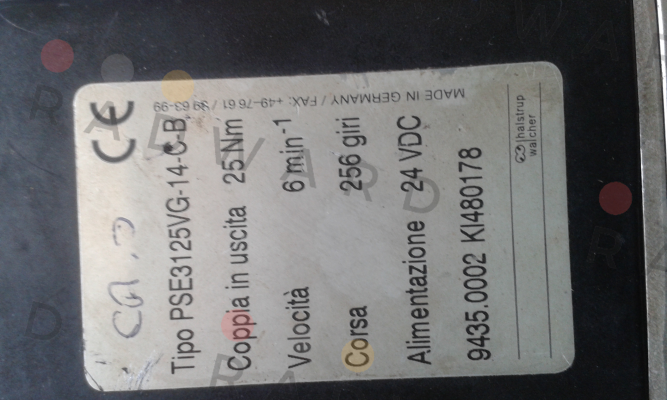 CE
Tipo PSE3125VG-14-C-B
Coppia in uscita 25 Nm
Velocità 6 min-1
Corsa 256 giri
Alimentazione 24 VDC
9435.0002 KI480178
halstrup
walcher
MADE IN GERMANY / FAX: +49-76 61 / 39 63-99
RADWARD